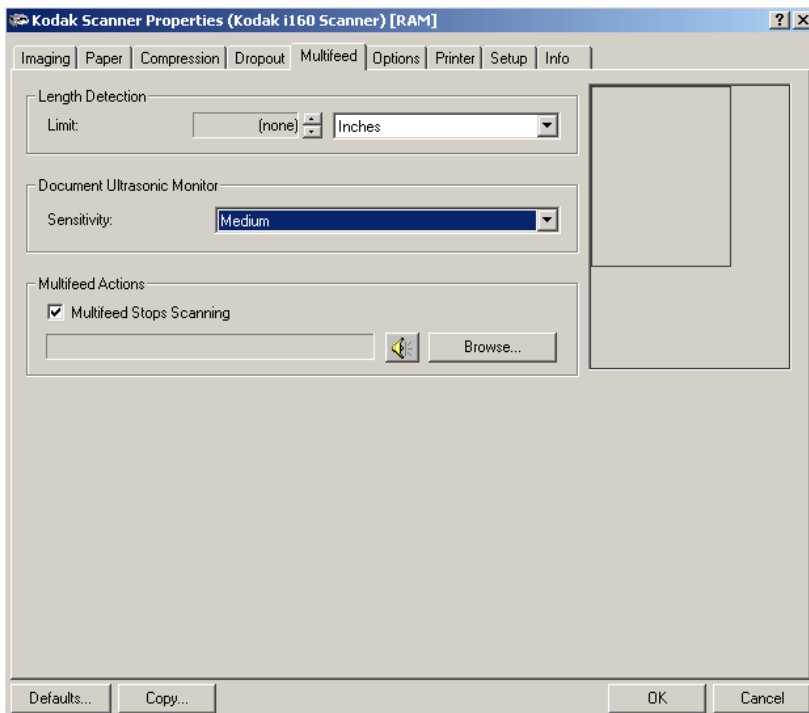 Kodak Scanner Properties (Kodak i160 Scanner) [RAM]
Imaging Paper Compression Dropout Multifeed Options Printer Setup Info
Length Detection
Limit: (none) Inches
Document Ultrasonic Monitor
Sensitivity: Medium
Multifeed Actions
Multifeed Stops Scanning
Browse...
Defaults... Copy... OK Cancel